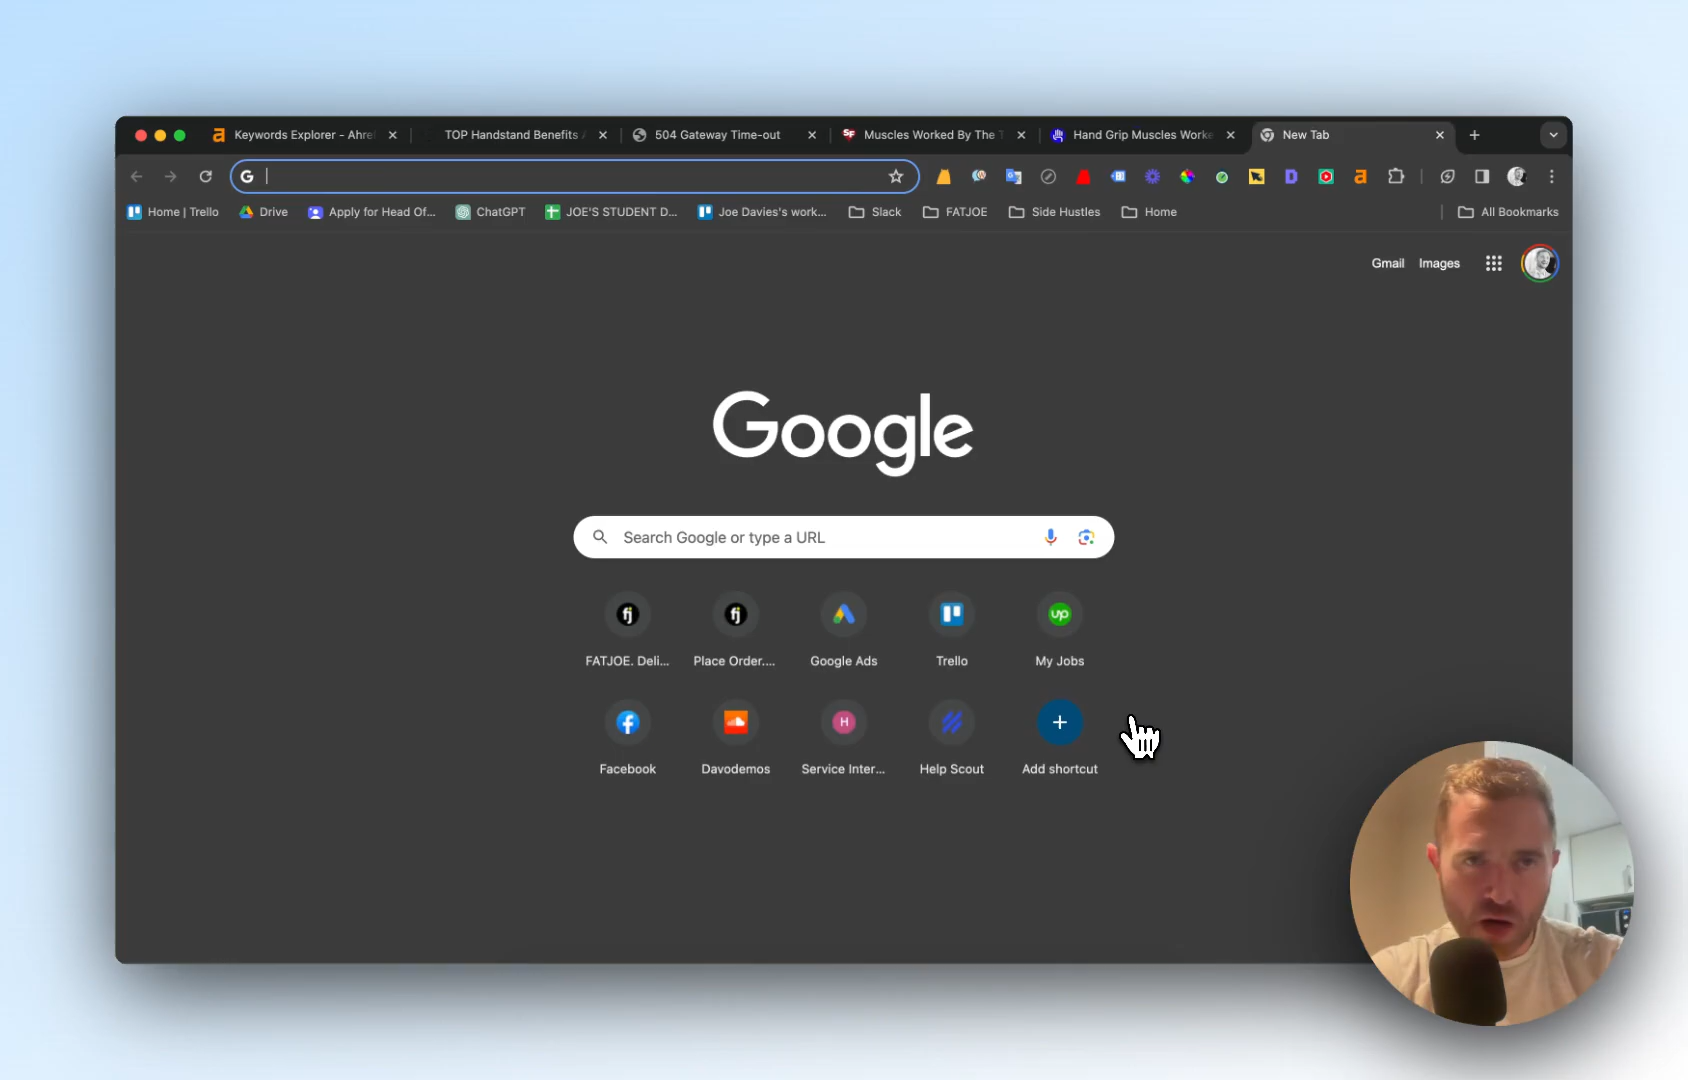 Keywords Explorer - Ahre
TOP Handstand Benefits
504 Gateway Time-out
Muscles Worked By The
Hand Grip Muscles Worke
New Tab
Home | Trello
Drive
Apply for Head Of...
ChatGPT
JOE'S STUDENT D...
Joe Davies's work...
Slack
FATJOE
Side Hustles
Home
All Bookmarks
Gmail
Images
Google
Search Google or type a URL
fj
fj
up
FATJOE. Deli...
Place Order....
Google Ads
Trello
My Jobs
H
Facebook
Davodemos
Service Inter...
Help Scout
Add shortcut